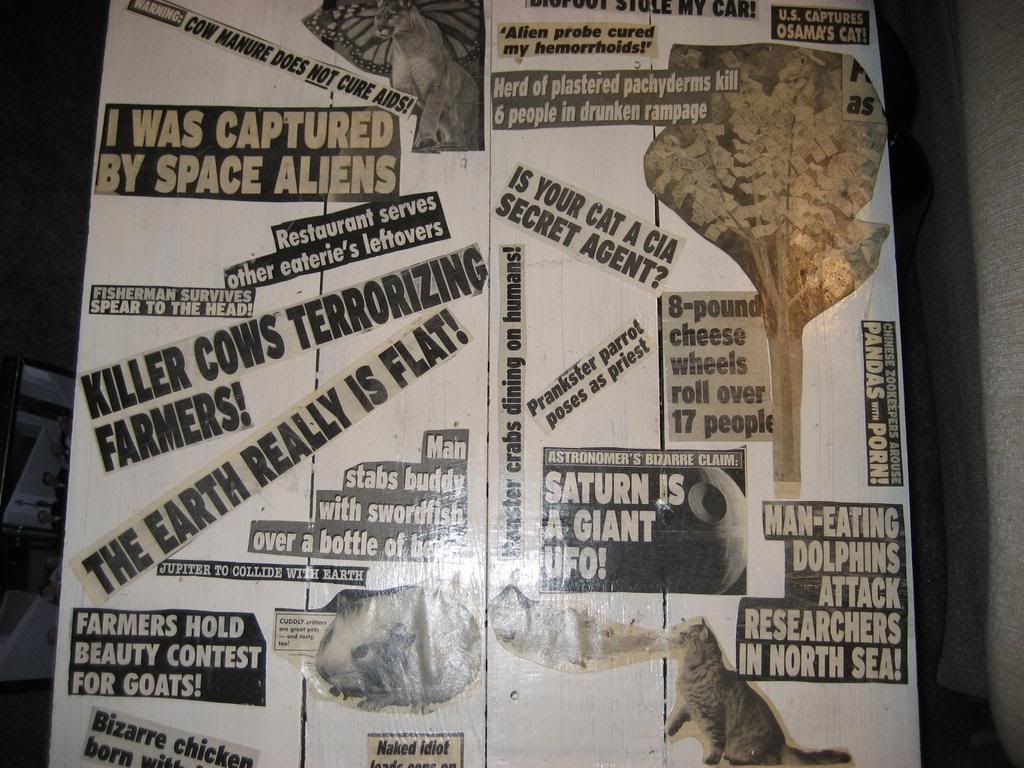 BIGFOOT STOLE MY CAR!
U.S. CAPTURES
OSAMA'S CAT!
WARNING:
COW MANURE DOES NOT CURE AIDS!
'Alien probe cured
my hemorrhoids!'
Herd of plastered pachyderms kill
6 people in drunken rampage
as
I WAS CAPTURED
BY SPACE ALIENS
IS YOUR CAT A CIA
SECRET AGENT?
Restaurant serves
other eaterie's leftovers
FISHERMAN SURVIVES
SPEAR TO THE HEAD!
KILLER COWS TERRORIZING
FARMERS!
THE EARTH REALLY IS FLAT!
crabs dining on humans!
Prankster parrot
poses as priest
8-pound
cheese
wheels
roll over
17 people
CHINESE ZOOKEEPERS AROUSE
PANDAS WITH PORN!
Man
stabs buddy
with swordfish
over a bottle of
ASTRONOMER'S BIZARRE CLAIM:
SATURN IS
A GIANT
UFO!
MAN-EATING
DOLPHINS
ATTACK
RESEARCHERS
IN NORTH SEA!
JUPITER TO COLLIDE WITH EARTH
FARMERS HOLD
BEAUTY CONTEST
FOR GOATS!
CUDDLY critters
are great pets
— and tasty,
too!
Bizarre chicken
born with
Naked idiot
leads cops on